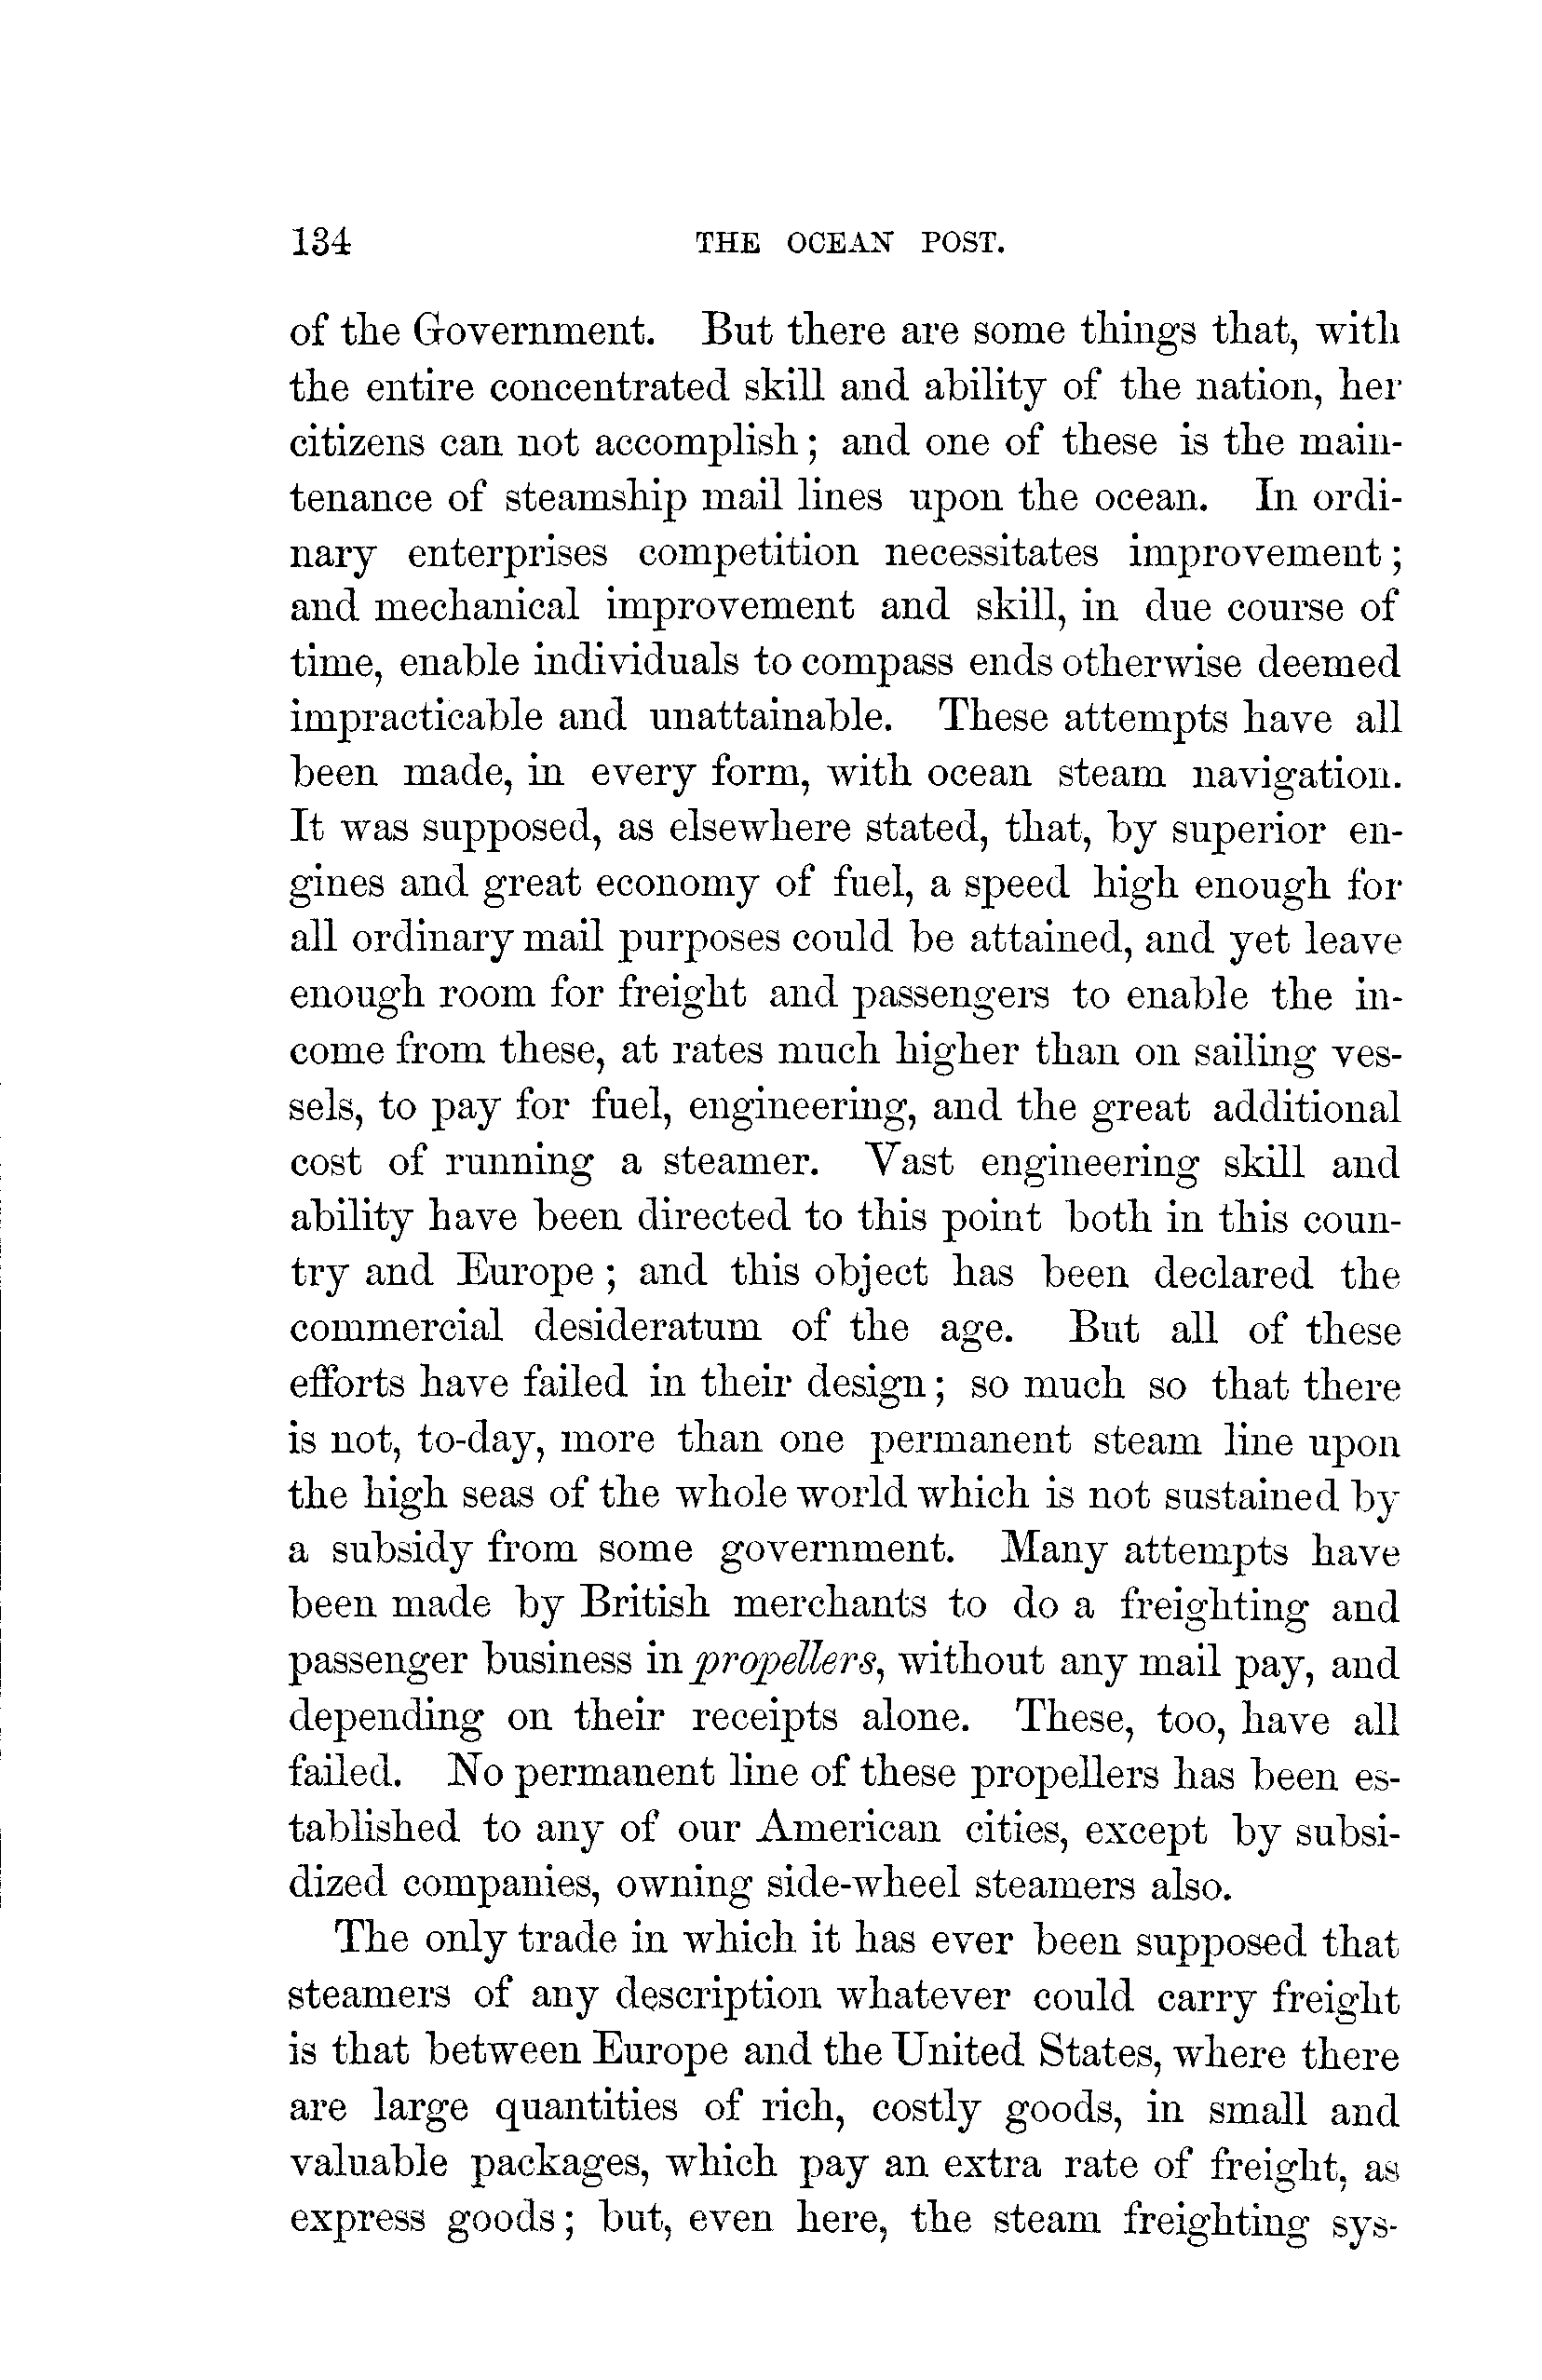 134 THE OCEAN POST.
of the Government. But there are some things that, with
the entire concentrated skill and ability of the nation, her
citizens can not accomplish; and one of these is the main-
tenance of steamship mail lines upon the ocean. In ordi-
nary enterprises competition necessitates improvement;
and mechanical improvement and skill, in due course of
time, enable individuals to compass ends otherwise deemed
impracticable and unattainable. These attempts have all
been made, in every form, with ocean steam navigation.
It was supposed, as elsewhere stated, that, by superior en-
gines and great economy of fuel, a speed high enough for
all ordinary mail purposes could be attained, and yet leave
enough room for freight and passengers to enable the in-
come from these, at rates much higher than on sailing ves-
sels, to pay for fuel, engineering, and the great additional
cost of running a steamer. Vast engineering skill and
ability have been directed to this point both in this coun-
try and Europe; and this object has been declared the
commercial desideratum of the age. But all of these
efforts have failed in their design; so much so that there
is not, to-day, more than one permanent steam line upon
the high seas of the whole world which is not sustained by
a subsidy from some government. Many attempts have
been made by British merchants to do a freighting and
passenger business in propellers, without any mail pay, and
depending on their receipts alone. These, too, have all
failed. No permanent line of these propellers has been es-
tablished to any of our American cities, except by subsi-
dized companies, owning side-wheel steamers also.
The only trade in which it has ever been supposed that
steamers of any description whatever could carry freight
is that between Europe and the United States, where there
are large quantities of rich, costly goods, in small and
valuable packages, which pay an extra rate of freight, as
express goods; but, even here, the steam freighting sys-